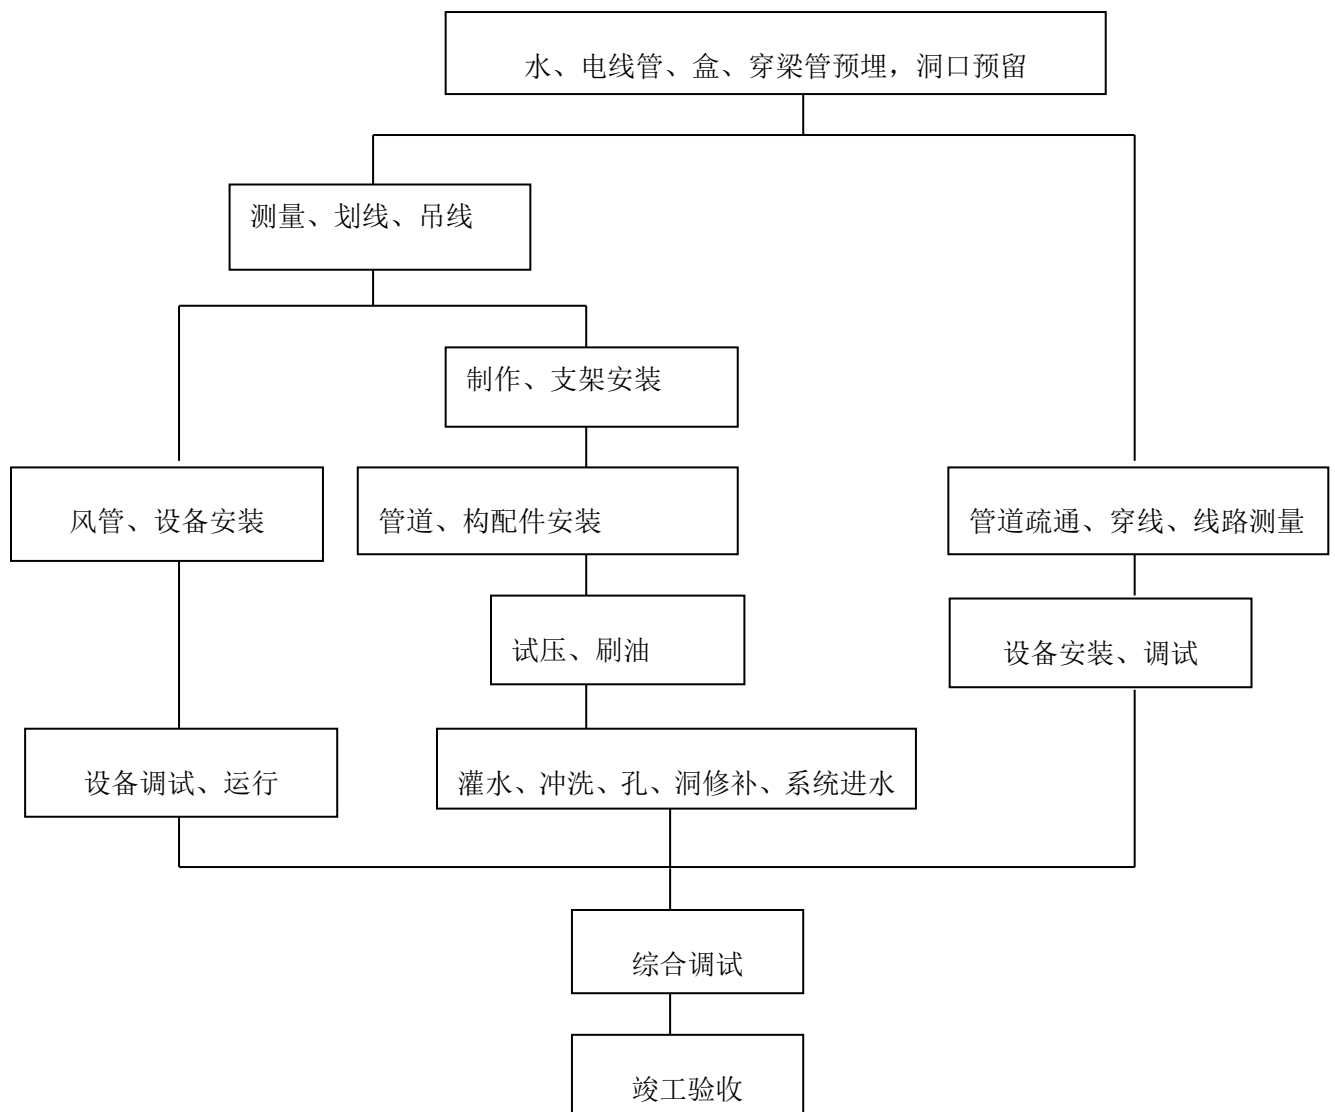 水、电线管、盒、穿梁管预埋，洞口预留
测量、划线、吊线
制作、支架安装
风管、设备安装
管道、构配件安装
管道疏通、穿线、线路测量
试压、刷油
设备安装、调试
设备调试、运行
灌水、冲洗、孔、洞修补、系统进水
综合调试
竣工验收